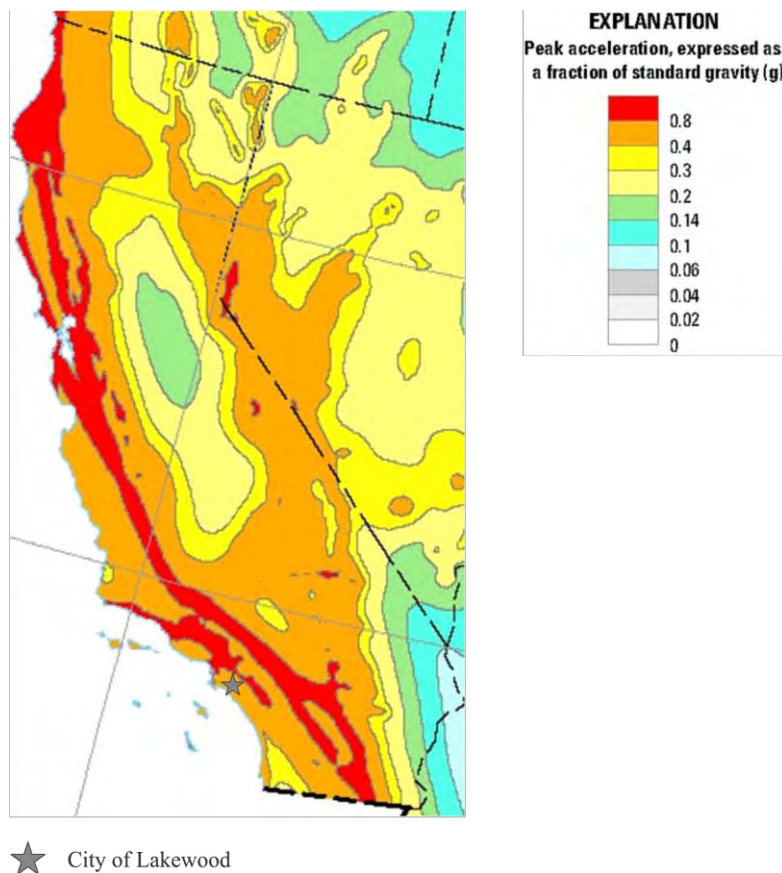 EXPLANATION
Peak acceleration, expressed as
a fraction of standard gravity (g)
0.8
0.4
0.3
0.2
0.14
0.1
0.06
0.04
0.02
0
City of Lakewood